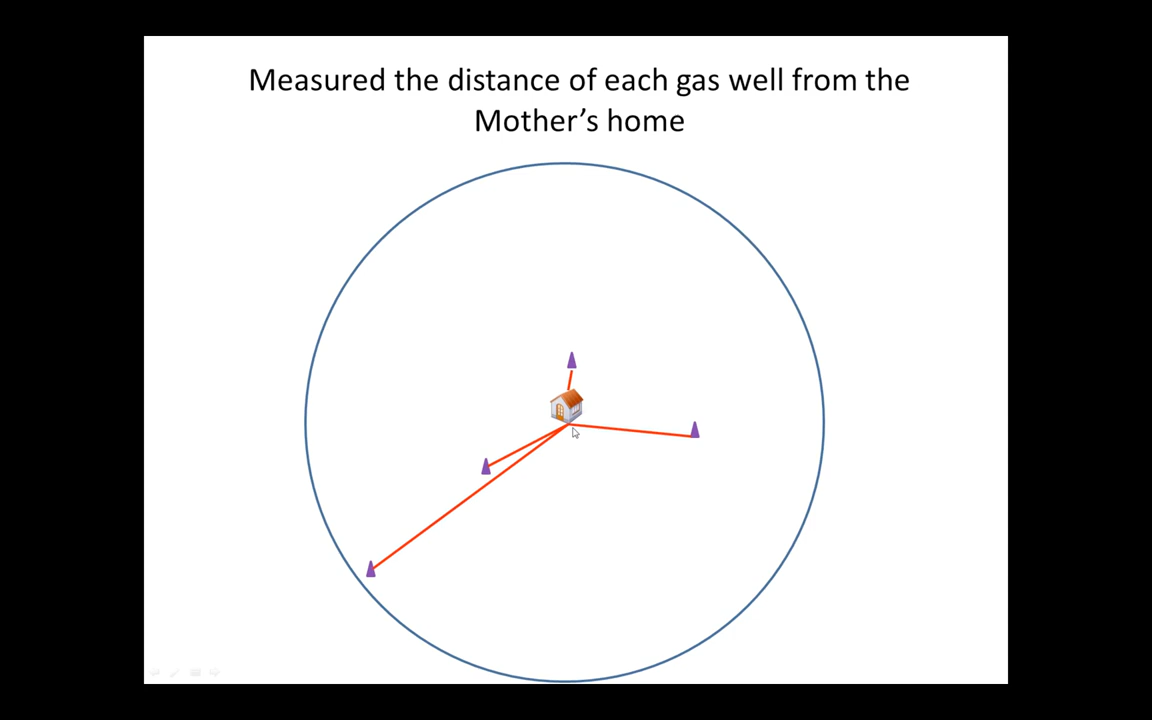 Measured the distance of each gas well from the
Mother’s home